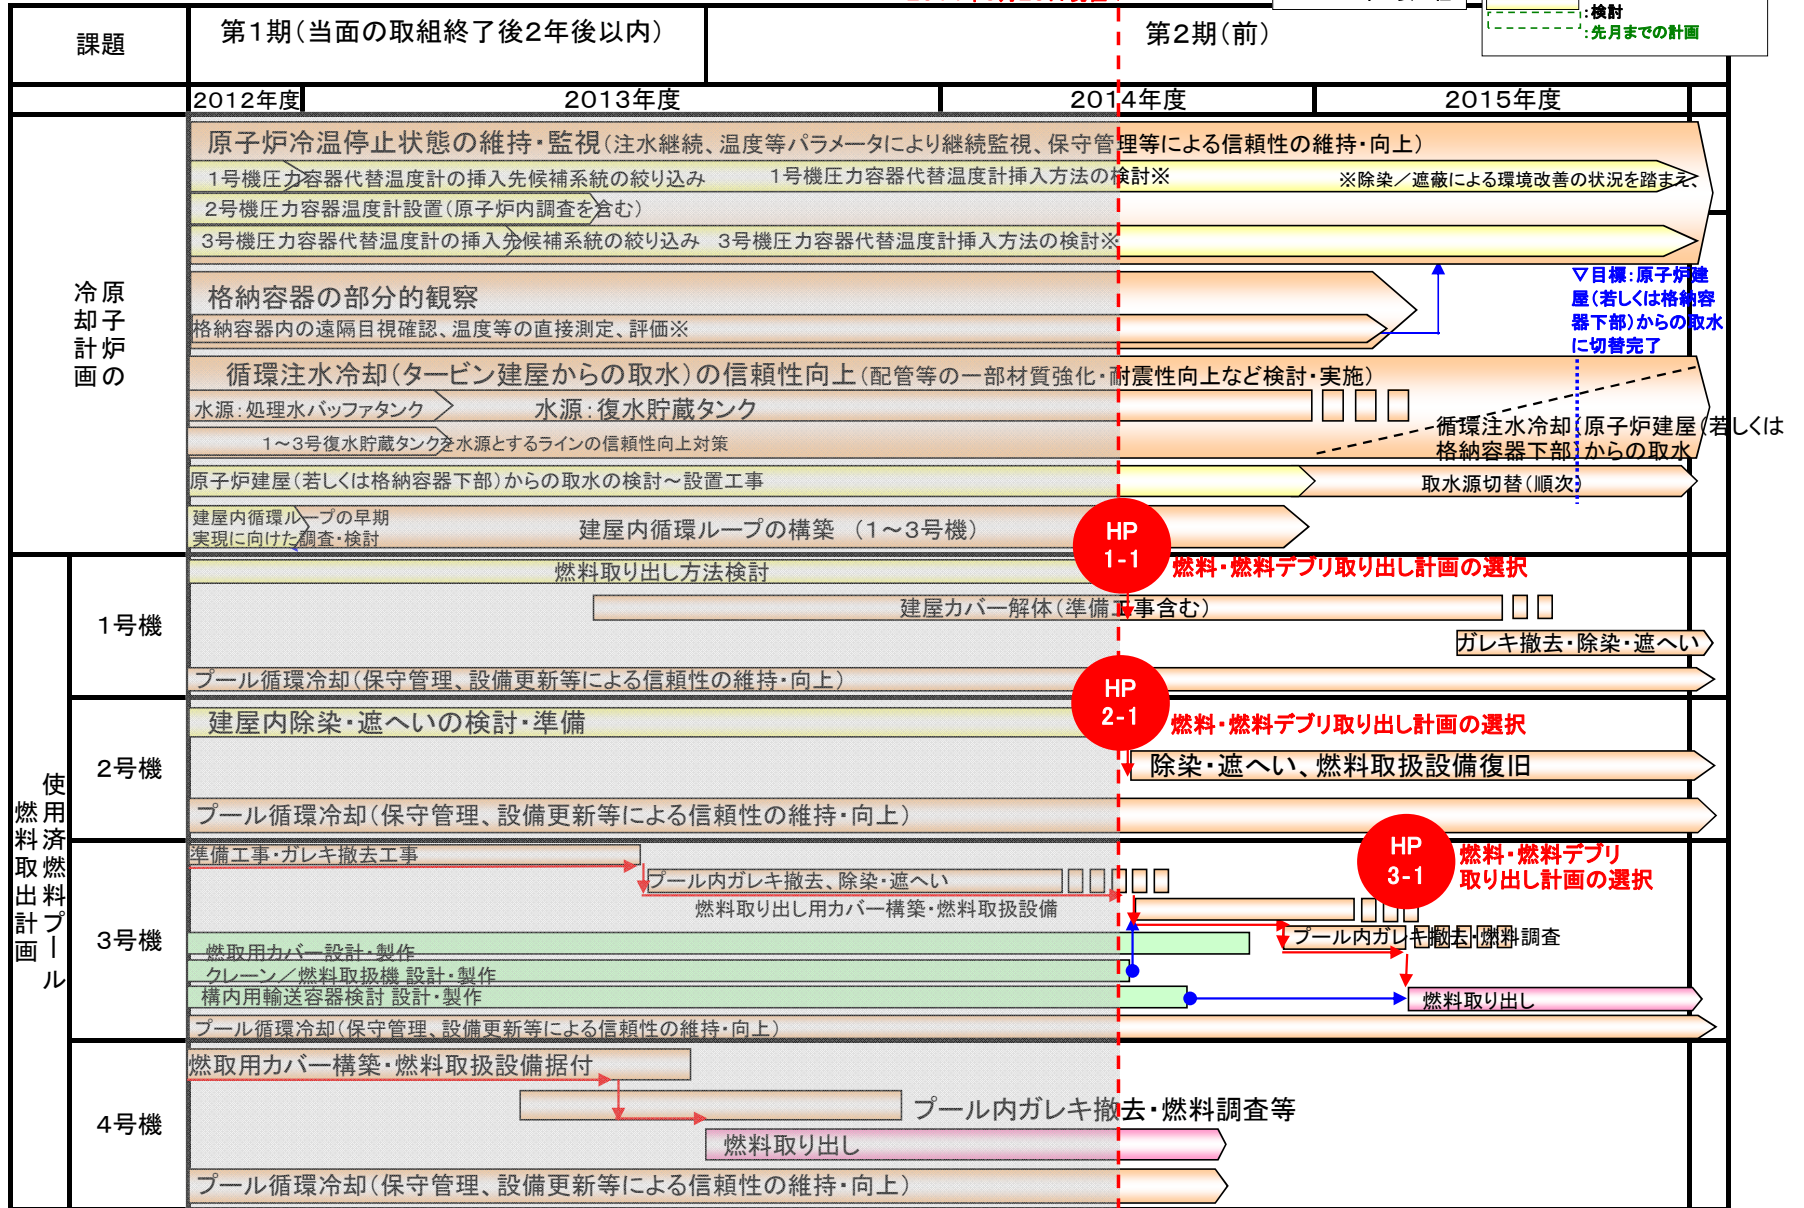 :検討
:先月までの計画
課題
第1期(当面の取組終了後2年後以内)
第2期(前)
2012年度
2013年度
2014年度
2015年度
原子炉の冷却計画
原子炉冷温停止状態の維持・監視(注水継続、温度等パラメータにより継続監視、保守管理等による信頼性の維持・向上)
1号機圧力容器代替温度計の挿入先候補系統の絞り込み
1号機圧力容器代替温度計挿入方法の検討※
※除染/遮蔽による環境改善の状況を踏まえ、
2号機圧力容器温度計設置(原子炉内調査を含む)
3号機圧力容器代替温度計の挿入先候補系統の絞り込み
3号機圧力容器代替温度計挿入方法の検討※
▽目標:原子炉建
屋(若しくは格納容
器下部)からの取水
に切替完了
格納容器の部分的観察
格納容器内の遠隔目視確認、温度等の直接測定、評価※
循環注水冷却(タービン建屋からの取水)の信頼性向上(配管等の一部材質強化・耐震性向上など検討・実施)
水源:処理水バッファタンク
水源:復水貯蔵タンク
循環注水冷却(原子炉建屋(若しくは
格納容器下部)からの取水
1~3号復水貯蔵タンクを水源とするラインの信頼性向上対策
原子炉建屋(若しくは格納容器下部)からの取水の検討~設置工事
取水源切替(順次)
建屋内循環ループの早期
実現に向けた調査・検討
建屋内循環ループの構築 (1~3号機)
HP
1-1
燃料・燃料デブリ取り出し計画の選択
使用済燃料プール
燃料取出計画
1号機
燃料取り出し方法検討
建屋カバー解体(準備工事含む)
ガレキ撤去・除染・遮へい
プール循環冷却(保守管理、設備更新等による信頼性の維持・向上)
HP
2-1
燃料・燃料デブリ取り出し計画の選択
2号機
建屋内除染・遮へいの検討・準備
除染・遮へい、燃料取扱設備復旧
プール循環冷却(保守管理、設備更新等による信頼性の維持・向上)
HP
3-1
燃料・燃料デブリ
取り出し計画の選択
3号機
準備工事・ガレキ撤去工事
プール内ガレキ撤去、除染・遮へい
燃料取り出し用カバー構築・燃料取扱設備
プール内ガレキ撤去・燃料調査
燃取用カバー設計・製作
クレーン/燃料取扱機 設計・製作
構内用輸送容器検討 設計・製作
燃料取り出し
プール循環冷却(保守管理、設備更新等による信頼性の維持・向上)
4号機
燃取用カバー構築・燃料取扱設備据付
プール内ガレキ撤去・燃料調査等
燃料取り出し
プール循環冷却(保守管理、設備更新等による信頼性の維持・向上)